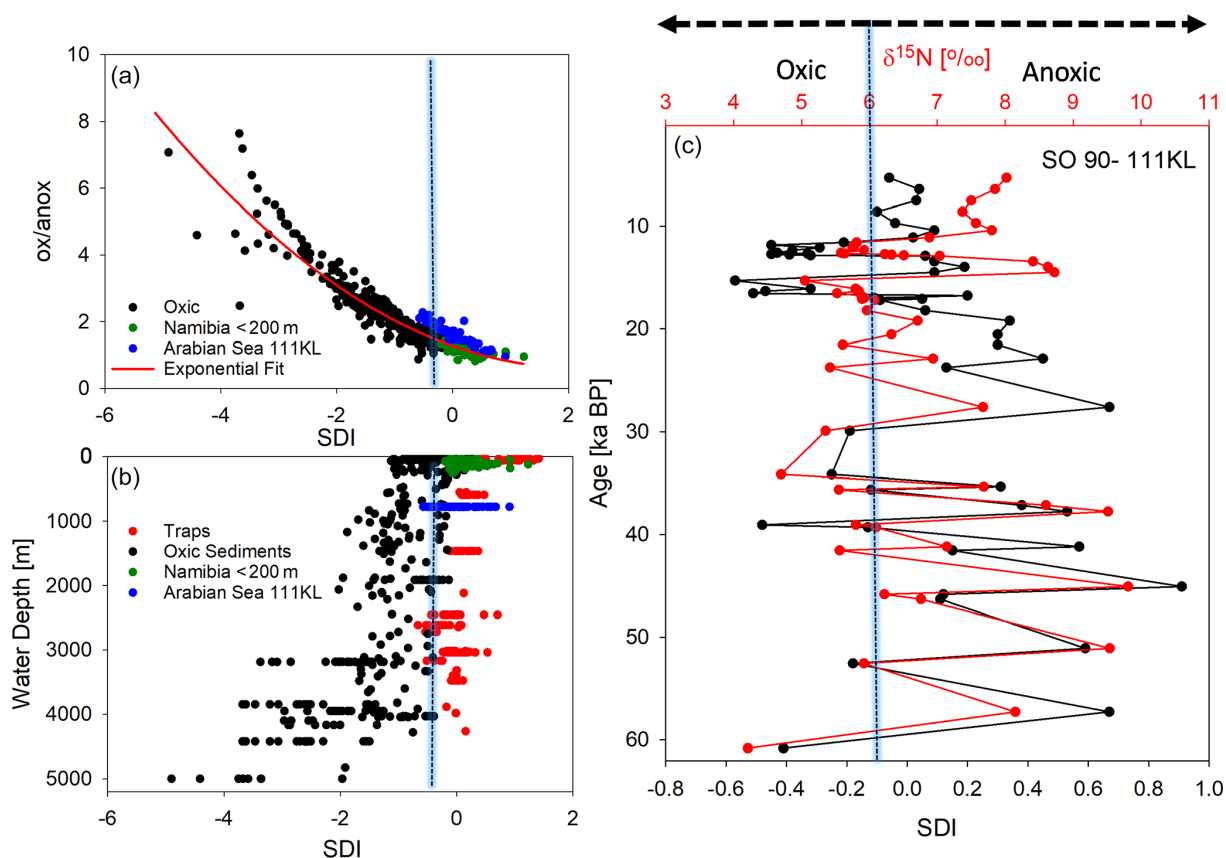 (a)
10
8
6
4
2
0
ox/anox
Oxic
Namibia <200 m
Arabian Sea 111KL
Exponential Fit
-6 -4 -2 0 2
SDI
(b)
0
1000
2000
3000
4000
5000
Water Depth [m]
Traps
Oxic Sediments
Namibia <200 m
Arabian Sea 111KL
-6 -4 -2 0 2
SDI
Oxic δ¹⁵N [o/oo] Anoxic
3 4 5 6 7 8 9 10 11
(c) SO 90- 111KL
10
20
30
40
50
60
Age [ka BP]
-0.8 -0.6 -0.4 -0.2 0.0 0.2 0.4 0.6 0.8 1.0
SDI